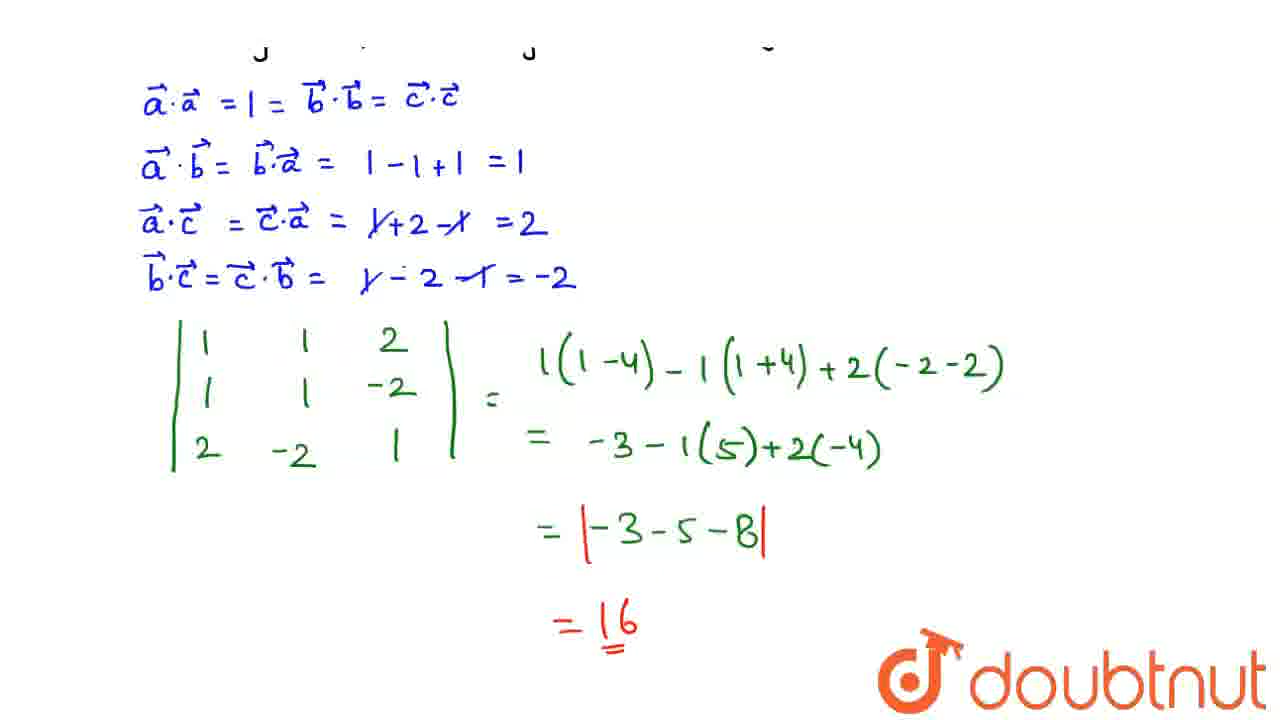 a⃗·a⃗ = 1 = b⃗·b⃗ = c⃗·c⃗
a⃗·b⃗ = b⃗·a⃗ = 1 - 1 + 1 = 1
a⃗·c⃗ = c⃗·a⃗ = 1 + 2 - 1 = 2
b⃗·c⃗ = c⃗·b⃗ = 1 - 2 - 1 = -2
| 1 1 2 |
| 1 1 -2 | = 1(1-4) - 1(1+4) + 2(-2-2)
| 2 -2 1 |
= -3 - 1(5) + 2(-4)
= |-3 - 5 - 8|
= 16
doubtnut